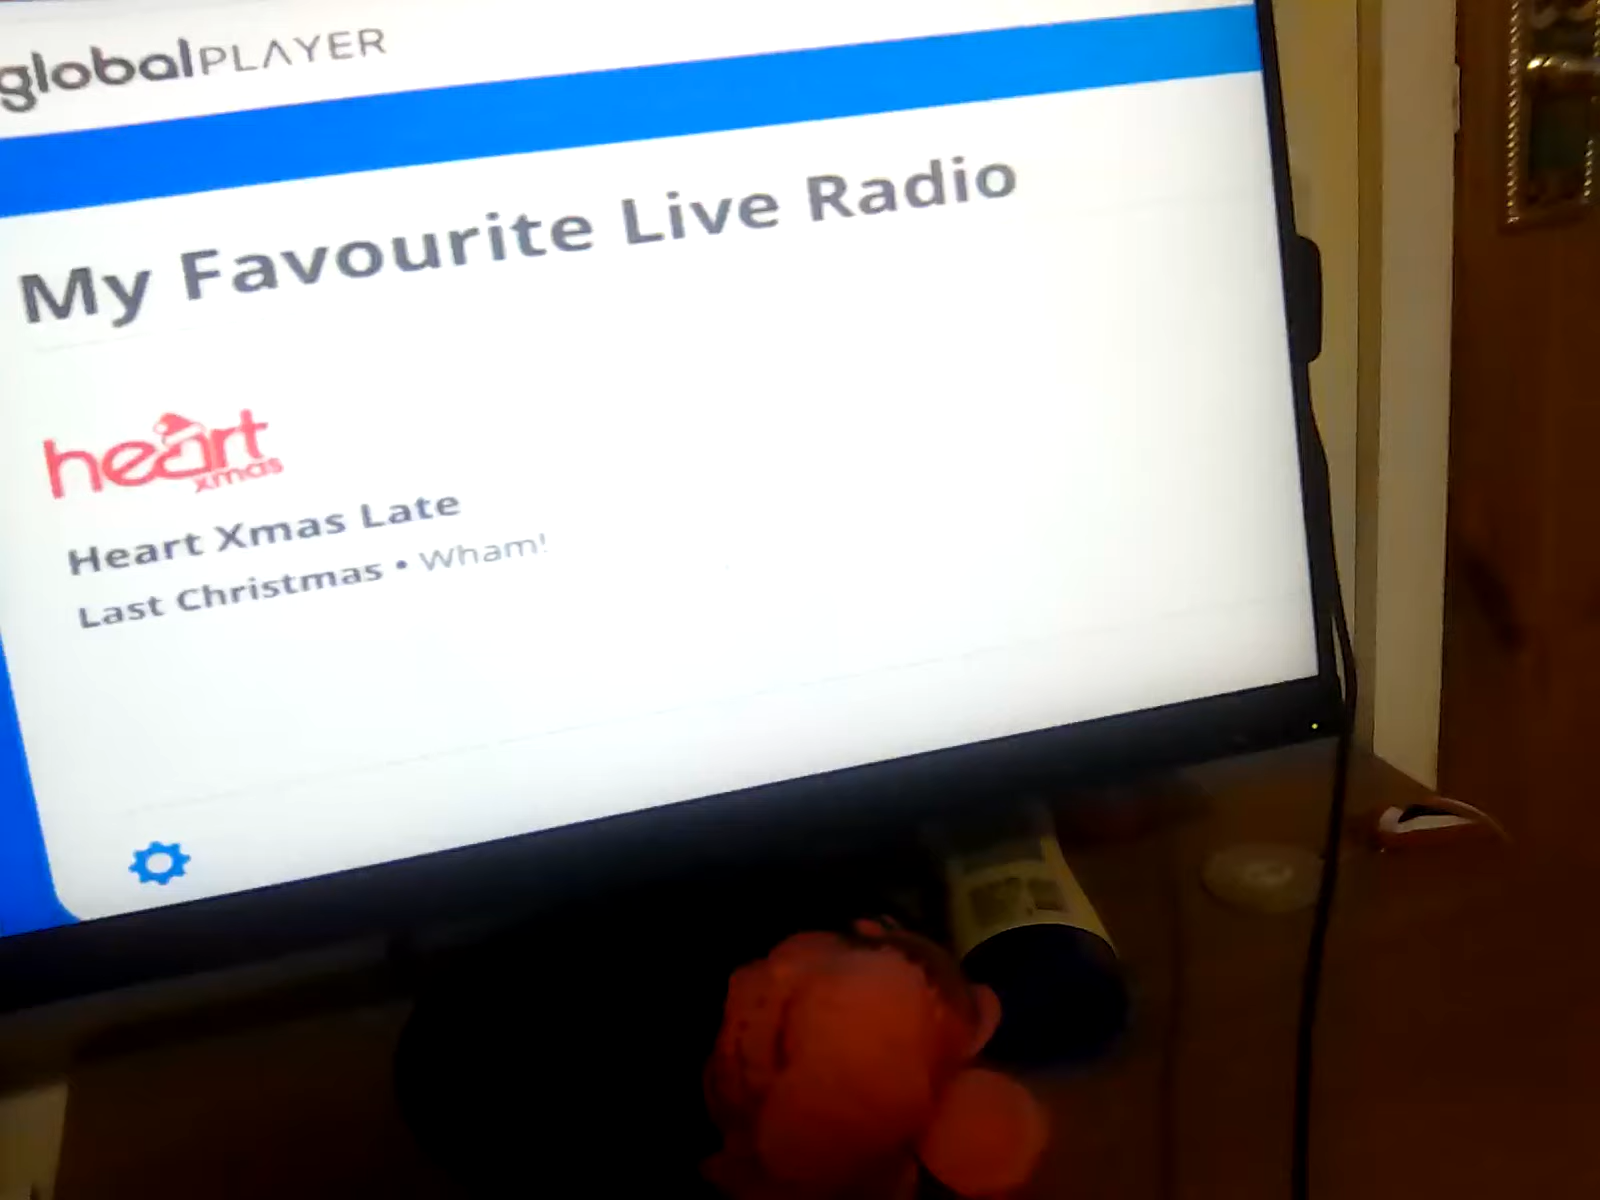 globalPLAYER
My Favourite Live Radio
heart
xmas
Heart Xmas Late
Last Christmas • Wham!